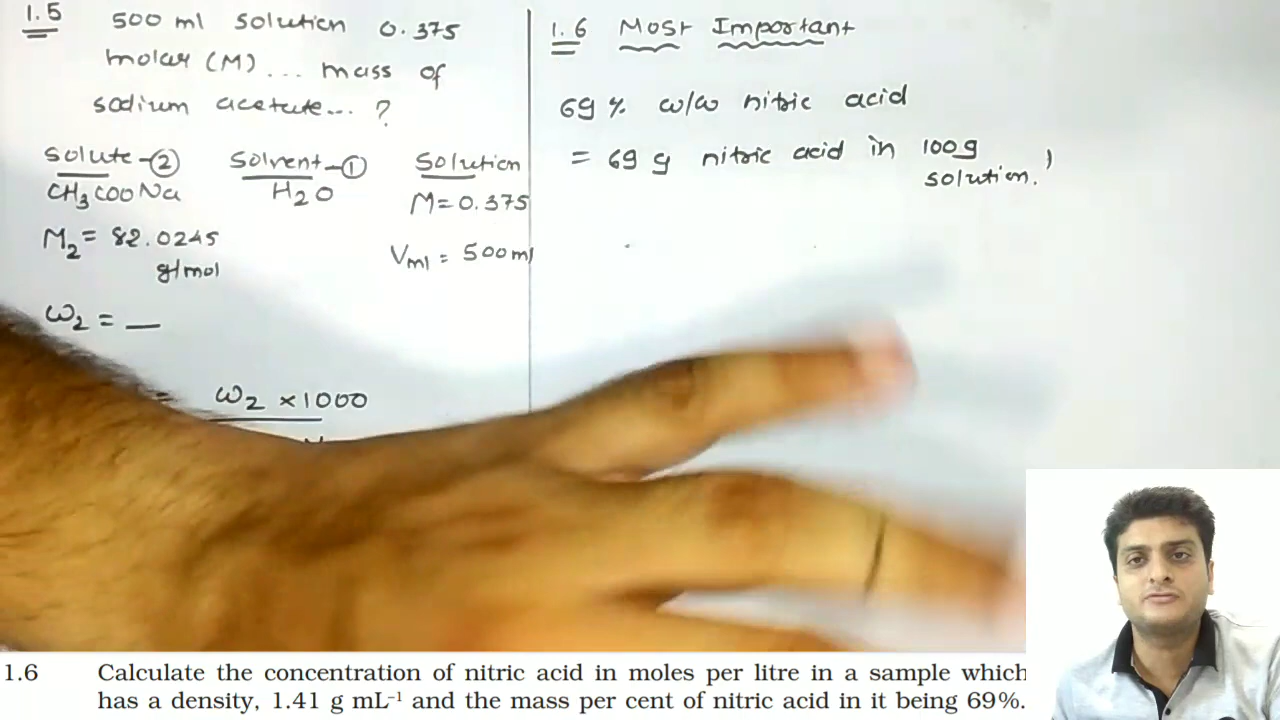 1.5 500 ml solution 0.375
molar (M) ... mass of
sodium acetate... ?
Solute-② Solvent-① Solution
CH₃COONa H₂O M=0.375
M₂ = 82.0245
g/mol
Vml = 500 ml
ω₂ = __
ω₂ ×1000
1.6 Most Important
69 % w/w nitric acid
= 69 g nitric acid in 100g
solution.
1.6 Calculate the concentration of nitric acid in moles per litre in a sample which
has a density, 1.41 g mL⁻¹ and the mass per cent of nitric acid in it being 69%.